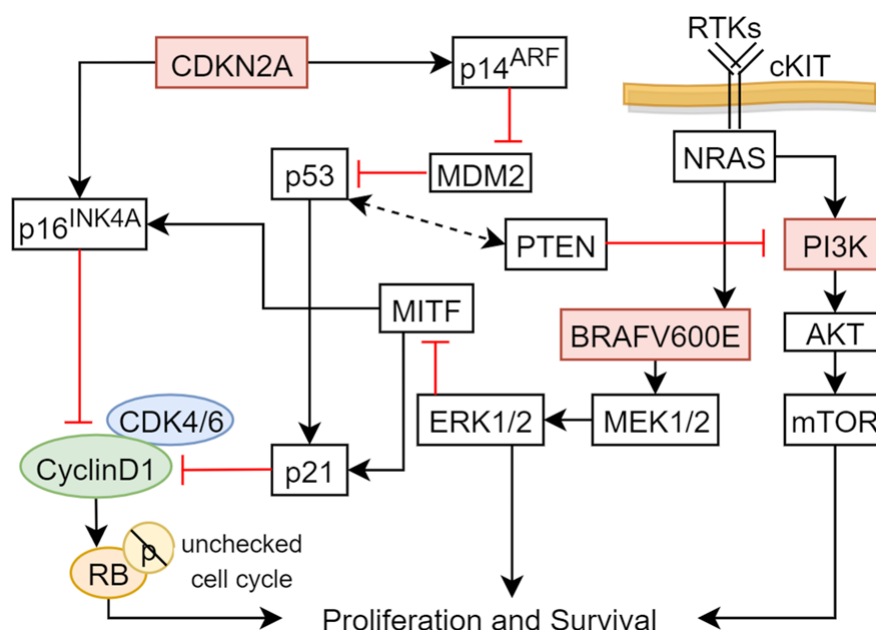 RTKs
cKIT
CDKN2A
p14ARF
NRAS
p53
MDM2
p16INK4A
PTEN
PI3K
MITF
BRAFV600E
AKT
CDK4/6
ERK1/2
MEK1/2
mTOR
CyclinD1
p21
p
unchecked
cell cycle
RB
Proliferation and Survival